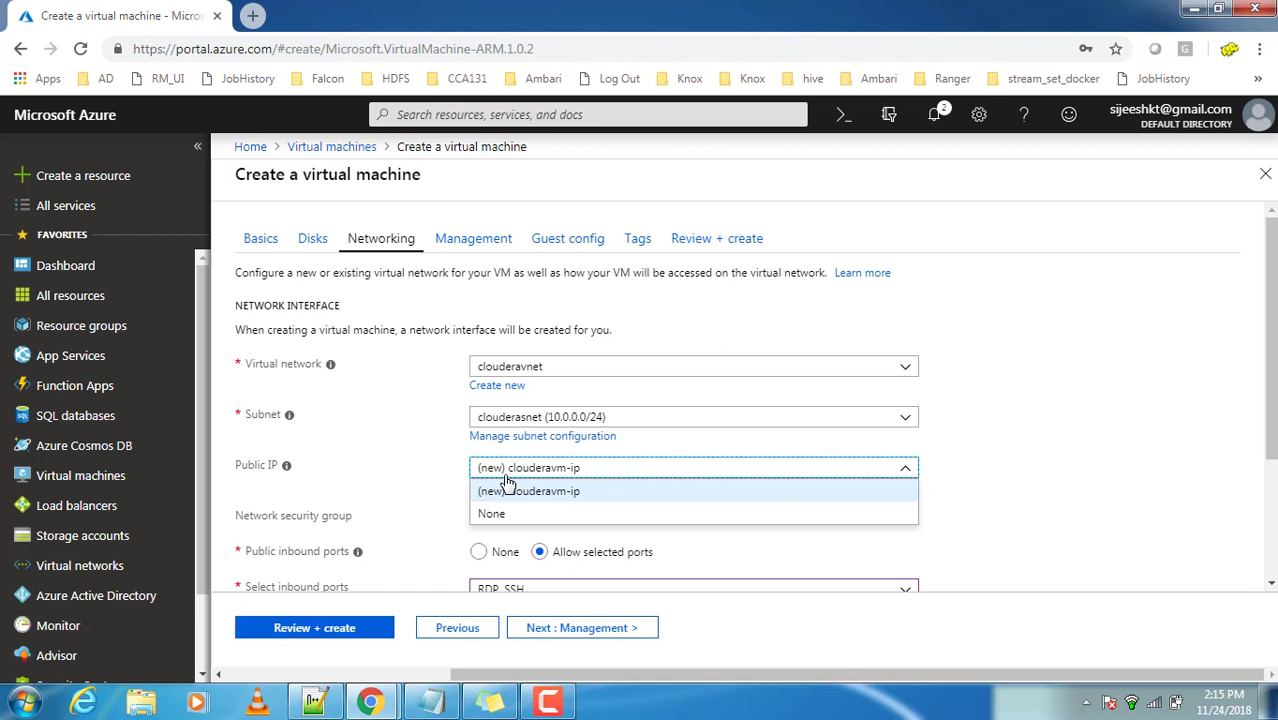 Create a virtual machine - Micros
https://portal.azure.com/#create/Microsoft.VirtualMachine-ARM.1.0.2
G
Apps AD RM_UI JobHistory Falcon HDFS CCA131 Ambari Log Out Knox Knox hive Ambari Ranger stream_set_docker JobHistory »
Microsoft Azure
Search resources, services, and docs
2
sijeeshkt@gmail.com
DEFAULT DIRECTORY
Home > Virtual machines > Create a virtual machine
Create a virtual machine
Create a resource
All services
FAVORITES
Dashboard
All resources
Resource groups
App Services
Function Apps
SQL databases
Azure Cosmos DB
Virtual machines
Load balancers
Storage accounts
Virtual networks
Azure Active Directory
Monitor
Advisor
Basics Disks Networking Management Guest config Tags Review + create
Configure a new or existing virtual network for your VM as well as how your VM will be accessed on the virtual network. Learn more
NETWORK INTERFACE
When creating a virtual machine, a network interface will be created for you.
* Virtual network clouderavnet
Create new
* Subnet clouderasnet (10.0.0.0/24)
Manage subnet configuration
Public IP (new) clouderavm-ip
(new) clouderavm-ip
None
Network security group
* Public inbound ports None Allow selected ports
* Select inbound ports RDP, SSH
Review + create Previous Next : Management >
2:15 PM
11/24/2018